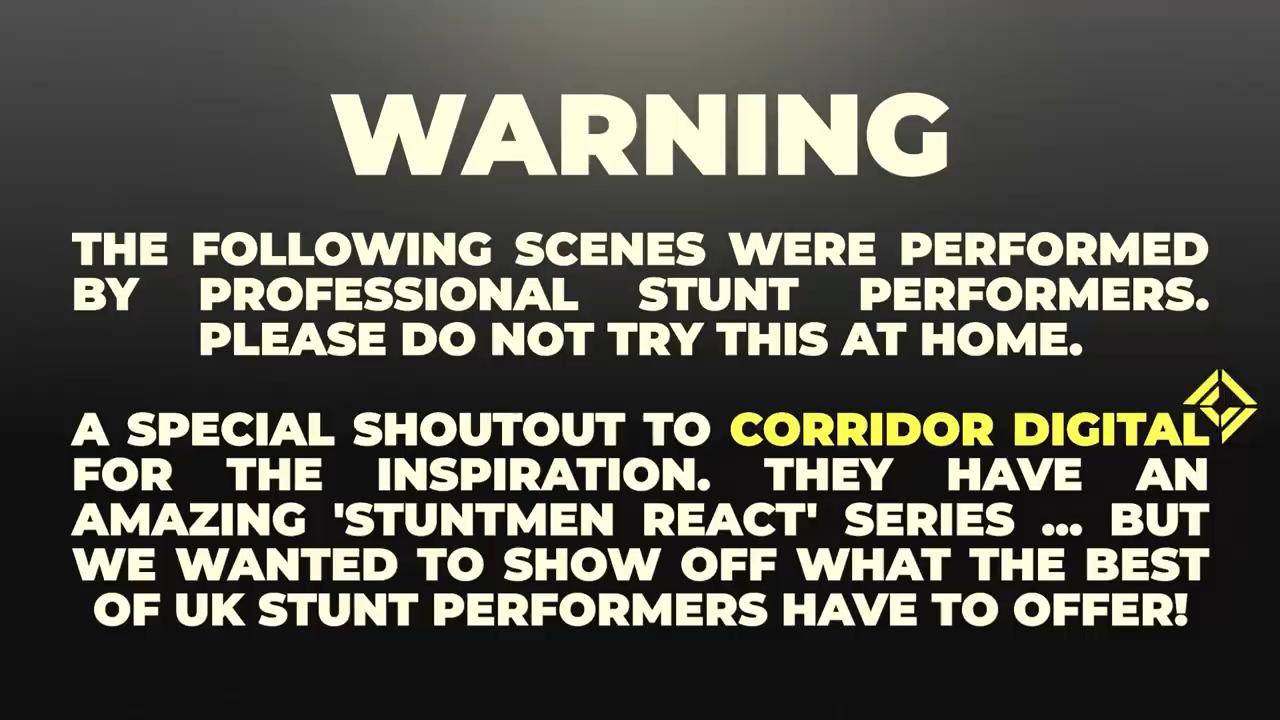 WARNING
THE FOLLOWING SCENES WERE PERFORMED
BY PROFESSIONAL STUNT PERFORMERS.
PLEASE DO NOT TRY THIS AT HOME.
A SPECIAL SHOUTOUT TO CORRIDOR DIGITAL
FOR THE INSPIRATION. THEY HAVE AN
AMAZING 'STUNTMEN REACT' SERIES ... BUT
WE WANTED TO SHOW OFF WHAT THE BEST
OF UK STUNT PERFORMERS HAVE TO OFFER!